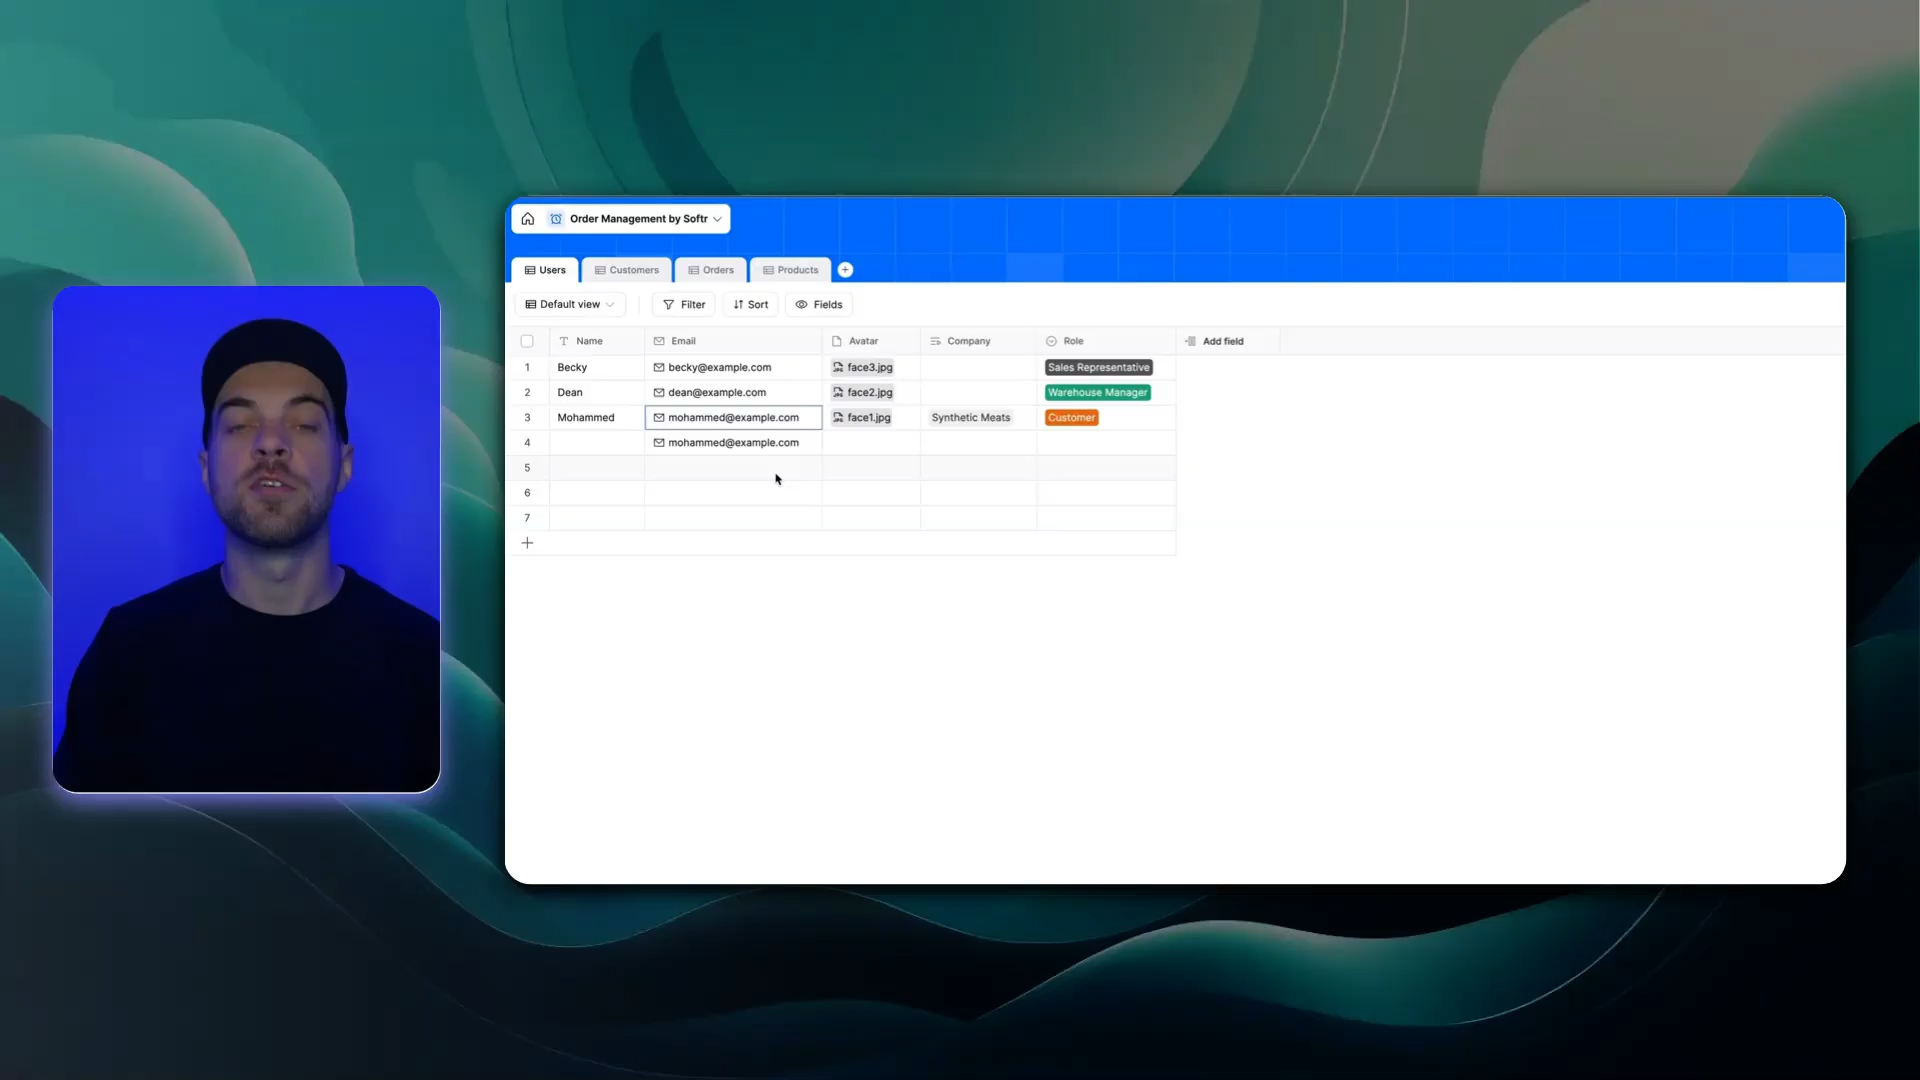 Order Management by Softr
Users Customers Orders Products
Default view Filter Sort Fields
Name Email Avatar Company Role Add field
1 Becky becky@example.com face3.jpg Sales Representative
2 Dean dean@example.com face2.jpg Warehouse Manager
3 Mohammed mohammed@example.com face1.jpg Synthetic Meats Customer
4 mohammed@example.com
5
6
7